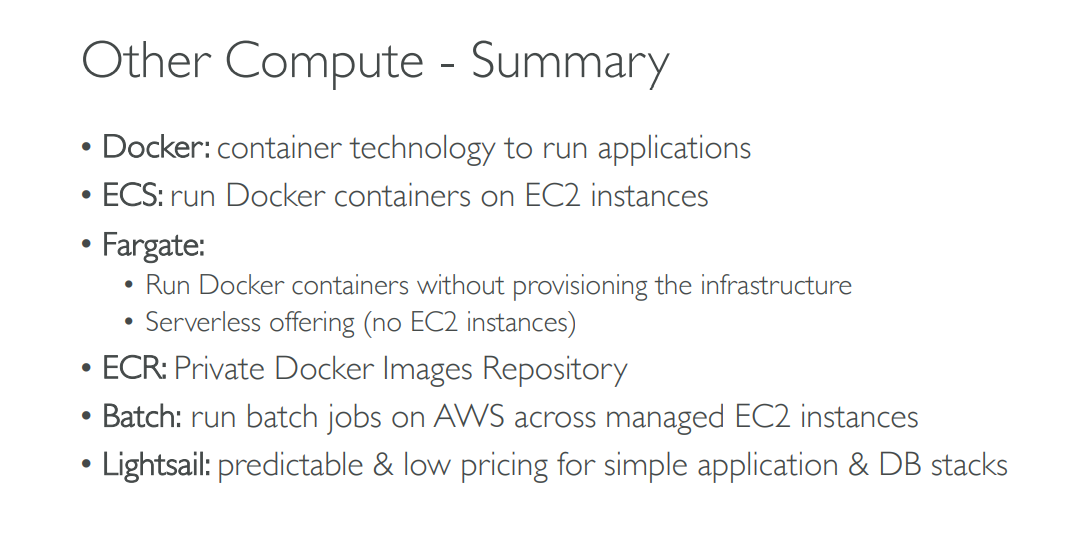 Other Compute - Summary
• Docker: container technology to run applications
• ECS: run Docker containers on EC2 instances
• Fargate:
• Run Docker containers without provisioning the infrastructure
• Serverless offering (no EC2 instances)
• ECR: Private Docker Images Repository
• Batch: run batch jobs on AWS across managed EC2 instances
• Lightsail: predictable & low pricing for simple application & DB stacks